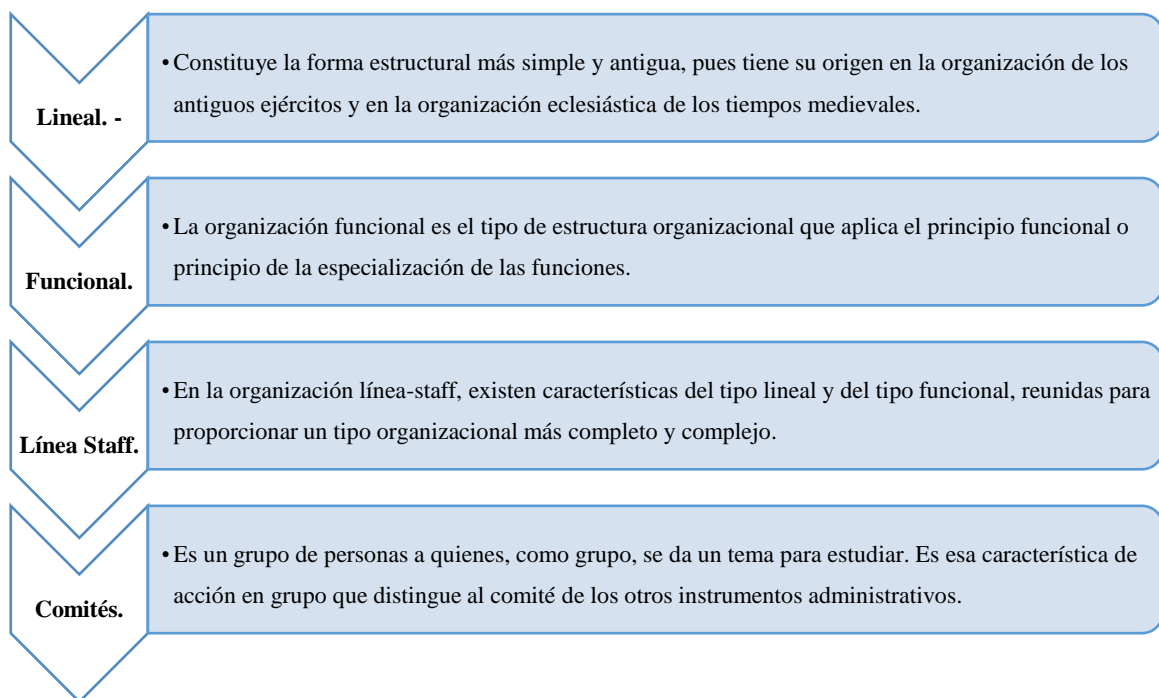 Lineal. -
• Constituye la forma estructural más simple y antigua, pues tiene su origen en la organización de los
antiguos ejércitos y en la organización eclesiástica de los tiempos medievales.
Funcional.
• La organización funcional es el tipo de estructura organizacional que aplica el principio funcional o
principio de la especialización de las funciones.
Línea Staff.
• En la organización línea-staff, existen características del tipo lineal y del tipo funcional, reunidas para
proporcionar un tipo organizacional más completo y complejo.
Comités.
• Es un grupo de personas a quienes, como grupo, se da un tema para estudiar. Es esa característica de
acción en grupo que distingue al comité de los otros instrumentos administrativos.